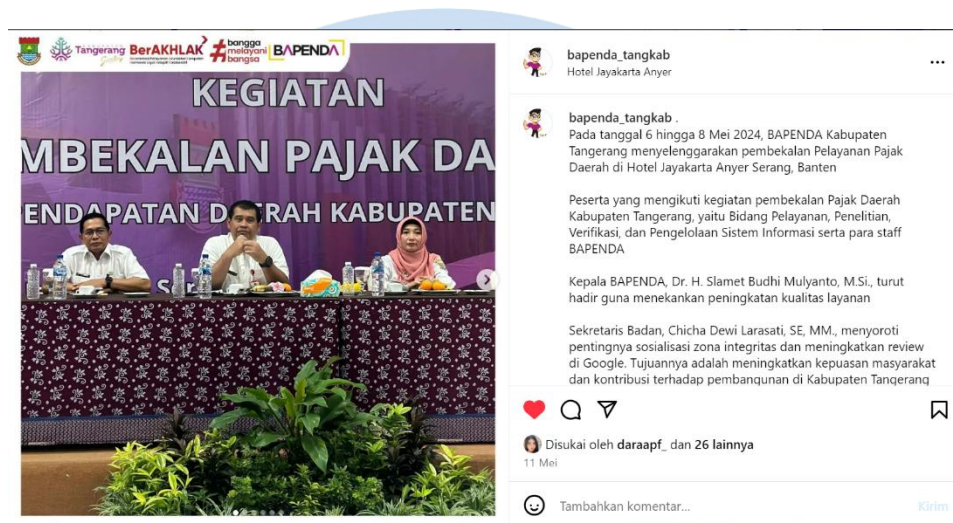 Tangerang
Gemilang
BerAKHLAK
# bangga
melayani
bangsa
BAPENDA
KEGIATAN
MBEKALAN PAJAK DA
PENDAPATAN DAERAH KABUPATEN
Ser
bapenda_tangkab
Hotel Jayakarta Anyer
bapenda_tangkab .
Pada tanggal 6 hingga 8 Mei 2024, BAPENDA Kabupaten
Tangerang menyelenggarakan pembekalan Pelayanan Pajak
Daerah di Hotel Jayakarta Anyer Serang, Banten
Peserta yang mengikuti kegiatan pembekalan Pajak Daerah
Kabupaten Tangerang, yaitu Bidang Pelayanan, Penelitian,
Verifikasi, dan Pengelolaan Sistem Informasi serta para staff
BAPENDA
Kepala BAPENDA, Dr. H. Slamet Budhi Mulyanto, M.Si., turut
hadir guna menekankan peningkatan kualitas layanan
Sekretaris Badan, Chicha Dewi Larasati, SE, MM., menyoroti
pentingnya sosialisasi zona integritas dan meningkatkan review
di Google. Tujuannya adalah meningkatkan kepuasan masyarakat
dan kontribusi terhadap pembangunan di Kabupaten Tangerang
Disukai oleh daraapf_ dan 26 lainnya
11 Mei
Tambahkan komentar...
Kirim